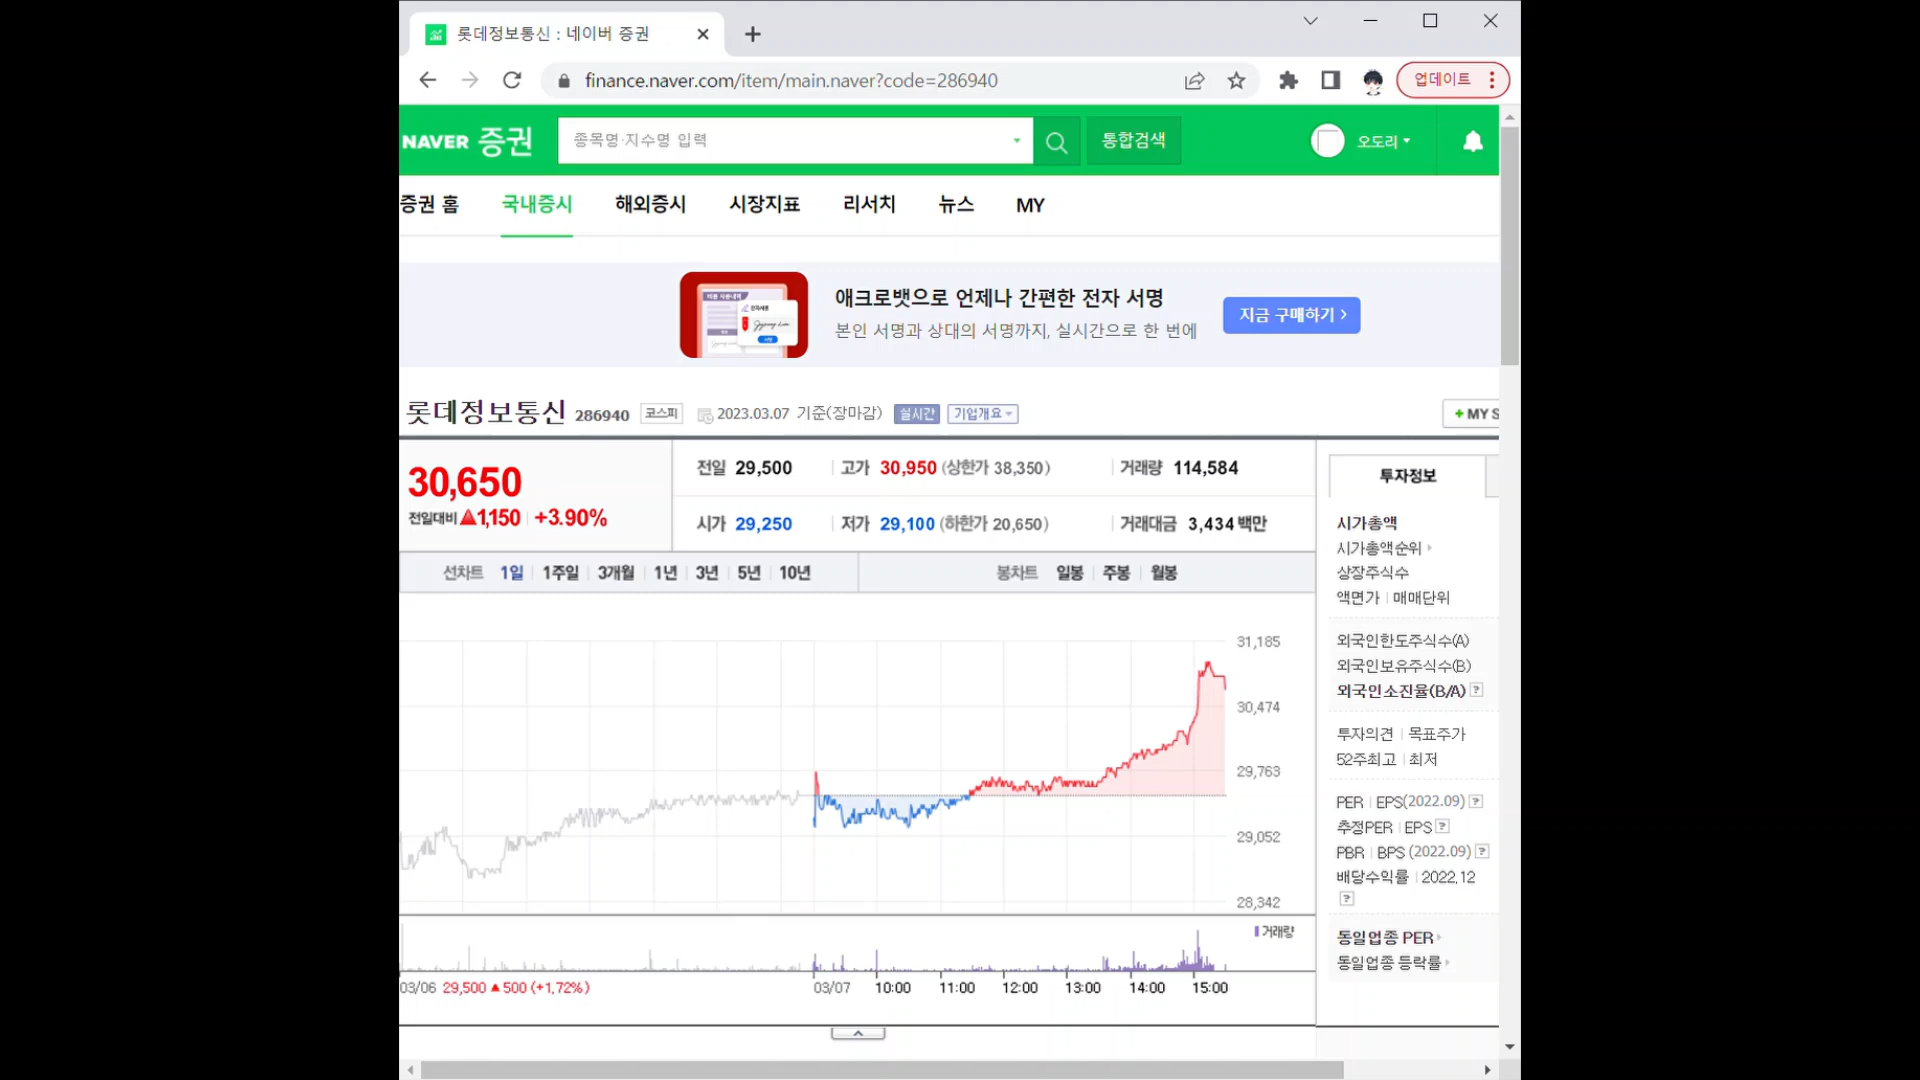 롯데정보통신 : 네이버 증권
finance.naver.com/item/main.naver?code=286940
업데이트
NAVER 증권
종목명·지수명 입력
통합검색
오도리
증권 홈 국내증시 해외증시 시장지표 리서치 뉴스 MY
애크로뱃으로 언제나 간편한 전자 서명
본인 서명과 상대의 서명까지, 실시간으로 한 번에
지금 구매하기
롯데정보통신 286940 코스피 2023.03.07 기준(장마감) 실시간 기업개요
+ MY S
30,650
전일대비 ▲1,150 +3.90%
전일 29,500 고가 30,950 (상한가 38,350) 거래량 114,584
시가 29,250 저가 29,100 (하한가 20,650) 거래대금 3,434 백만
선차트 1일 1주일 3개월 1년 3년 5년 10년
봉차트 일봉 주봉 월봉
31,185
30,474
29,763
29,052
28,342
거래량
03/06 29,500 ▲500 (+1.72%)
03/07 10:00 11:00 12:00 13:00 14:00 15:00
투자정보
시가총액
시가총액순위
상장주식수
액면가 | 매매단위
외국인한도주식수(A)
외국인보유주식수(B)
외국인소진율(B/A) ?
투자의견 | 목표주가
52주최고 | 최저
PER | EPS(2022.09) ?
추정PER | EPS ?
PBR | BPS (2022.09) ?
배당수익률 | 2022.12
?
동일업종 PER
동일업종 등락률